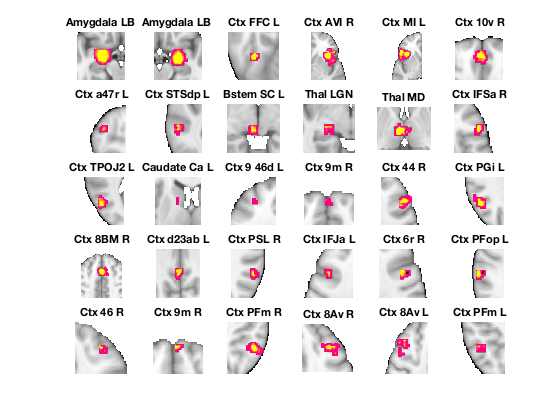 Amygdala LB Amygdala LB Ctx FFC L Ctx AVI R Ctx MI L Ctx 10v R
Ctx a47r L Ctx STSdp L Bstem SC L Thal LGN Thal MD Ctx IFSa R
Ctx TPOJ2 L Caudate Ca L Ctx 9 46d L Ctx 9m R Ctx 44 R Ctx PGi L
Ctx 8BM R Ctx d23ab L Ctx PSL R Ctx IFJa L Ctx 6r R Ctx PFop L
Ctx 46 R Ctx 9m R Ctx PFm R Ctx 8Av R Ctx 8Av L Ctx PFm L